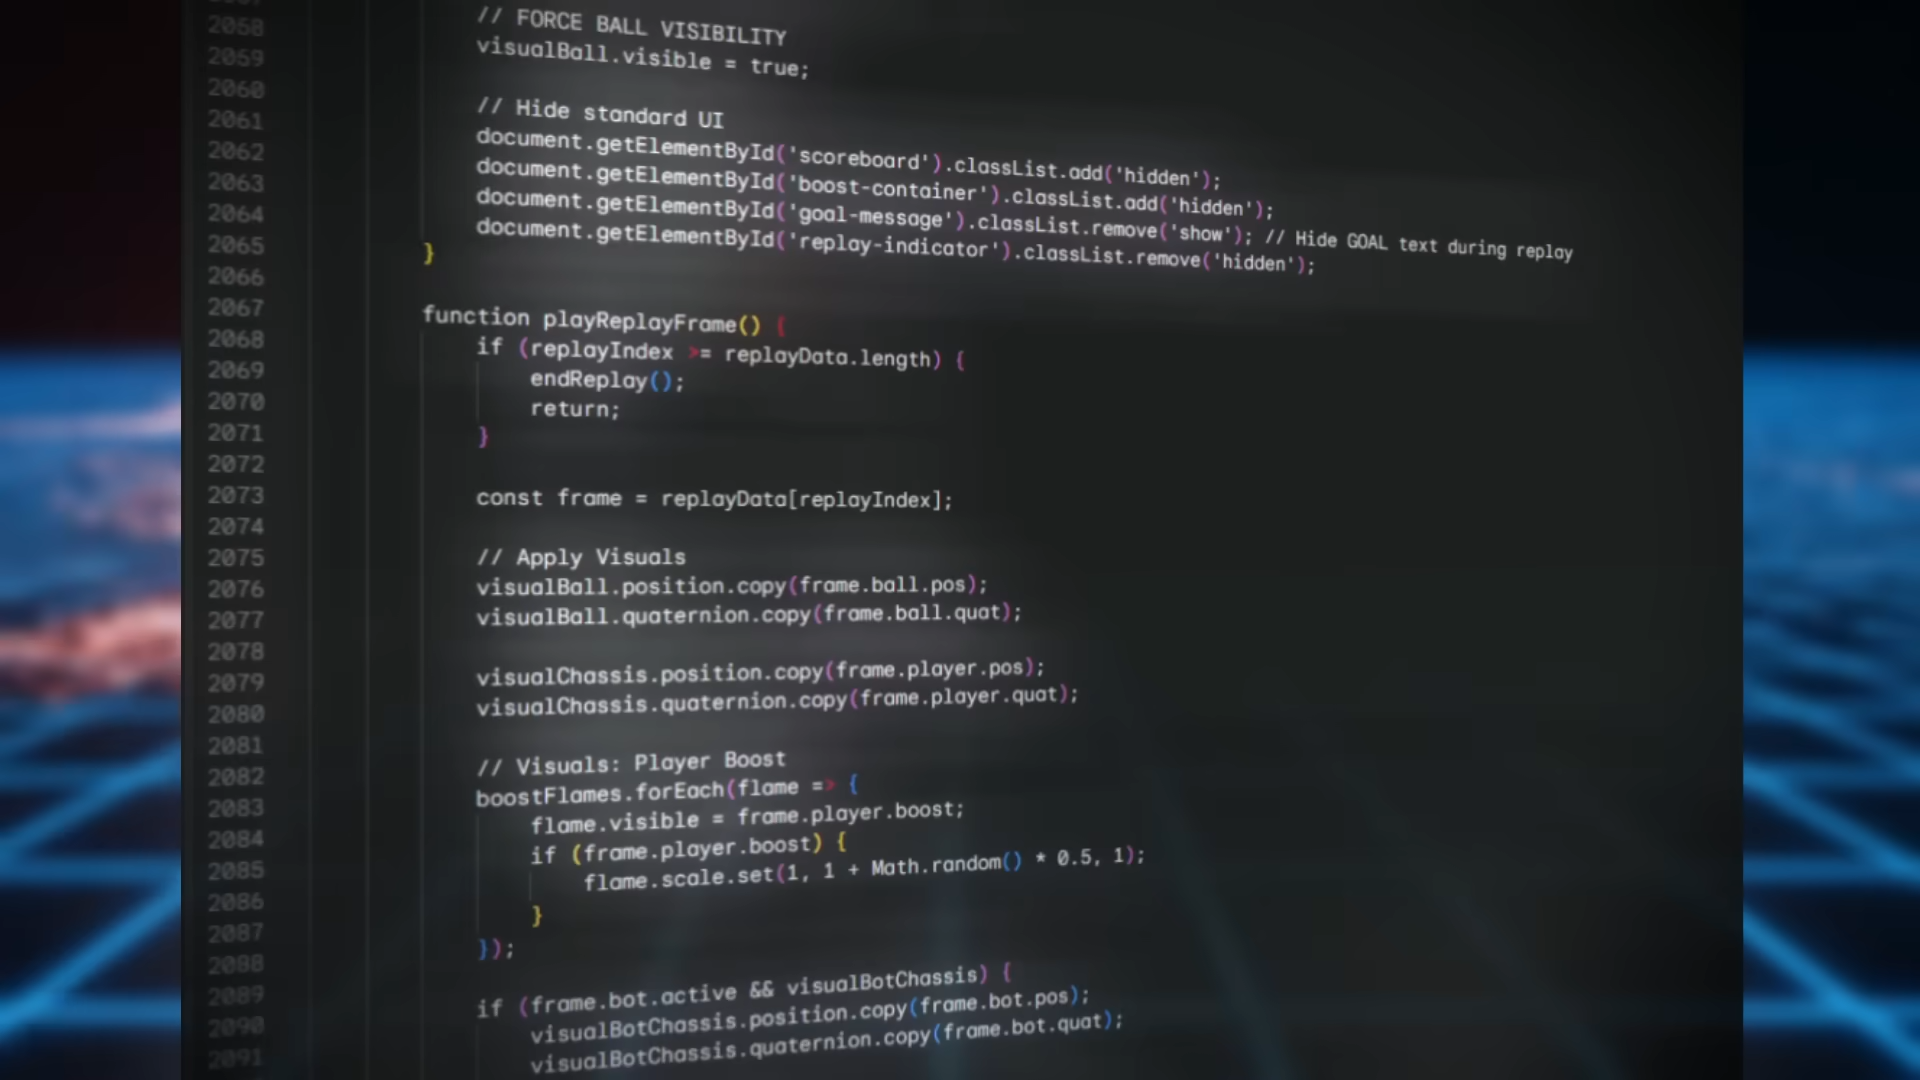 2058 // FORCE BALL VISIBILITY
2059 visualBall.visible = true;
2060
2061 // Hide standard UI
2062 document.getElementById('scoreboard').classList.add('hidden');
2063 document.getElementById('boost-container').classList.add('hidden');
2064 document.getElementById('goal-message').classList.remove('show'); // Hide GOAL text during replay
2065 document.getElementById('replay-indicator').classList.remove('hidden');
2066 }
2067
2068 function playReplayFrame() {
2069 if (replayIndex >= replayData.length) {
2070 endReplay();
2071 return;
2072 }
2073
2074 const frame = replayData[replayIndex];
2075
2076 // Apply Visuals
2077 visualBall.position.copy(frame.ball.pos);
2078 visualBall.quaternion.copy(frame.ball.quat);
2079
2080 visualChassis.position.copy(frame.player.pos);
2081 visualChassis.quaternion.copy(frame.player.quat);
2082
2083 // Visuals: Player Boost
2084 boostFlames.forEach(flame => {
2085 flame.visible = frame.player.boost;
2086 if (frame.player.boost) {
2087 flame.scale.set(1, 1 + Math.random() * 0.5, 1);
2088 }
2089 });
2090
2091 if (frame.bot.active && visualBotChassis) {
visualBotChassis.position.copy(frame.bot.pos);
visualBotChassis.quaternion.copy(frame.bot.quat);